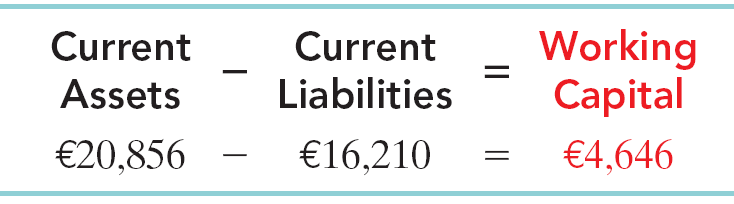 Current Current Working
Assets – Liabilities = Capital
€20,856 – €16,210 = €4,646